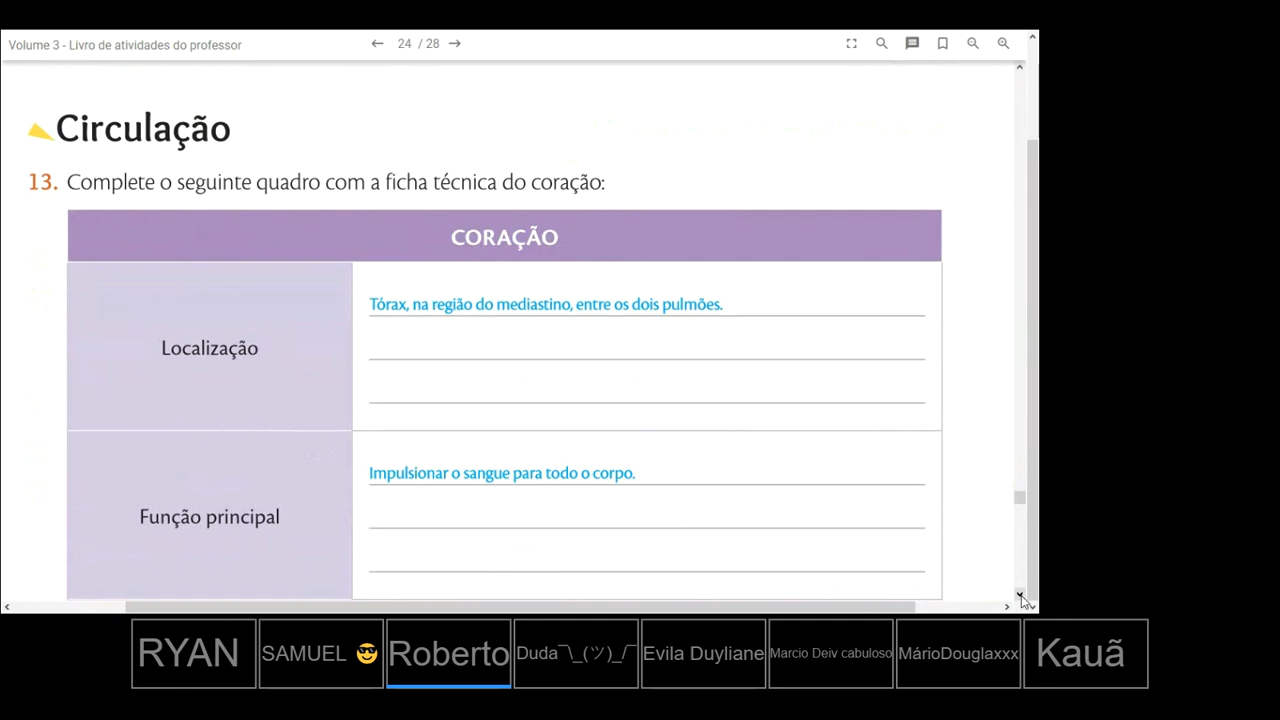 Volume 3 - Livro de atividades do professor
24 / 28
Circulação
13. Complete o seguinte quadro com a ficha técnica do coração:
CORAÇÃO
Localização
Tórax, na região do mediastino, entre os dois pulmões.
Função principal
Impulsionar o sangue para todo o corpo.
RYAN
SAMUEL 😎
Roberto
Duda¯\_(ツ)_/¯
Evila Duyliane
Marcio Deiv cabuloso
MárioDouglaxxx
Kauã